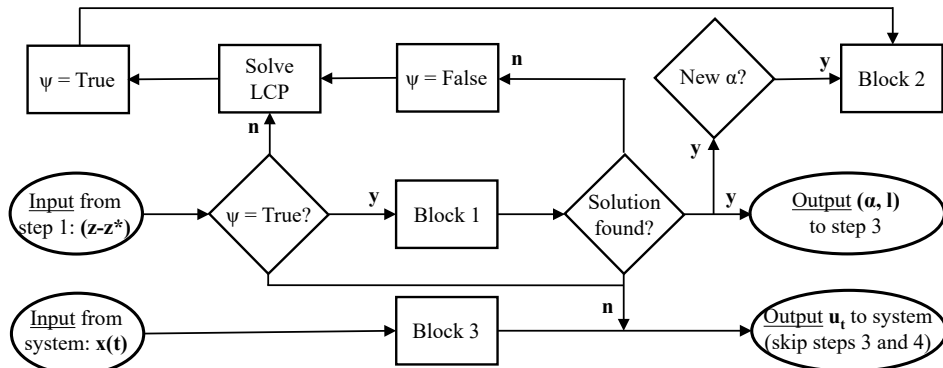 ψ = True
Solve
LCP
ψ = False
n
New α?
y
Block 2
n
y
Input from
step 1: (z-z*)
ψ = True?
y
Block 1
Solution
found?
y
Output (α, l)
to step 3
Input from
system: x(t)
Block 3
n
Output uₜ to system
(skip steps 3 and 4)